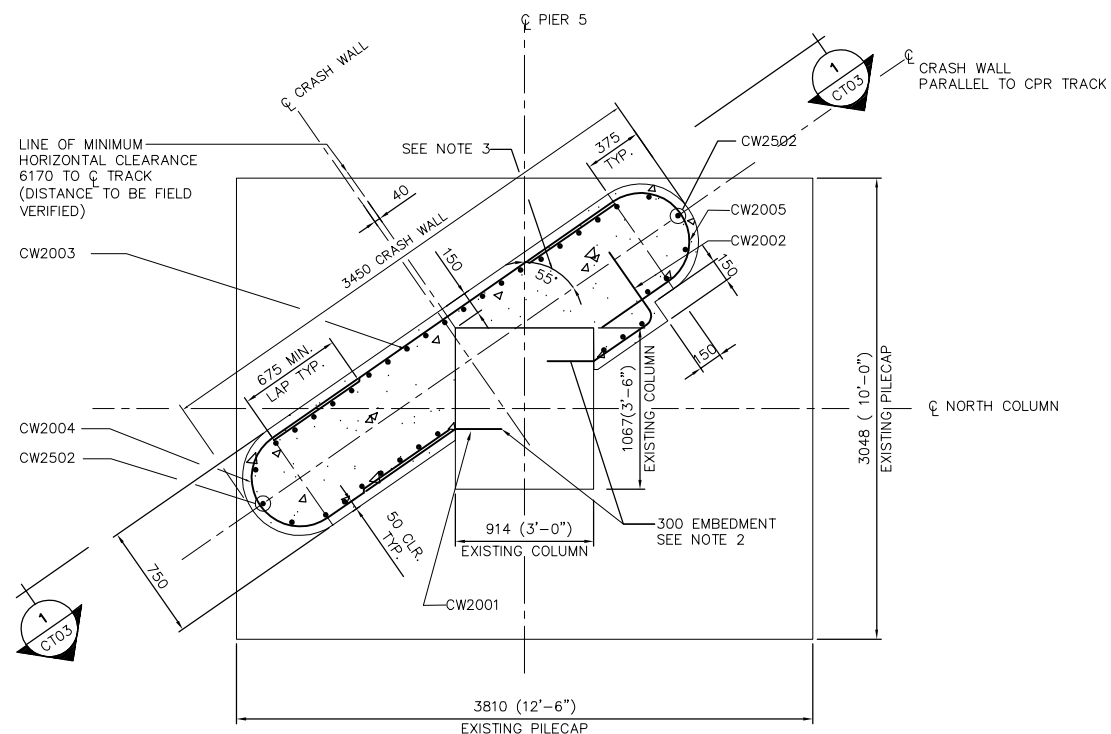 ℄ PIER 5
℄ CRASH WALL
1
CT03
℄ CRASH WALL
PARALLEL TO CPR TRACK
LINE OF MINIMUM
HORIZONTAL CLEARANCE
6170 TO ℄ TRACK
(DISTANCE TO BE FIELD
VERIFIED)
SEE NOTE 3
375
TYP.
CW2502
40
CW2005
CW2002
CW2003
3450 CRASH WALL
150
55°
150
150
675 MIN.
LAP TYP.
1067(3'-6")
EXISTING COLUMN
3048 ( 10'-0")
EXISTING PILECAP
℄ NORTH COLUMN
CW2004
CW2502
50 CLR.
TYP.
914 (3'-0")
EXISTING COLUMN
300 EMBEDMENT
SEE NOTE 2
750
CW2001
1
CT03
3810 (12'-6")
EXISTING PILECAP